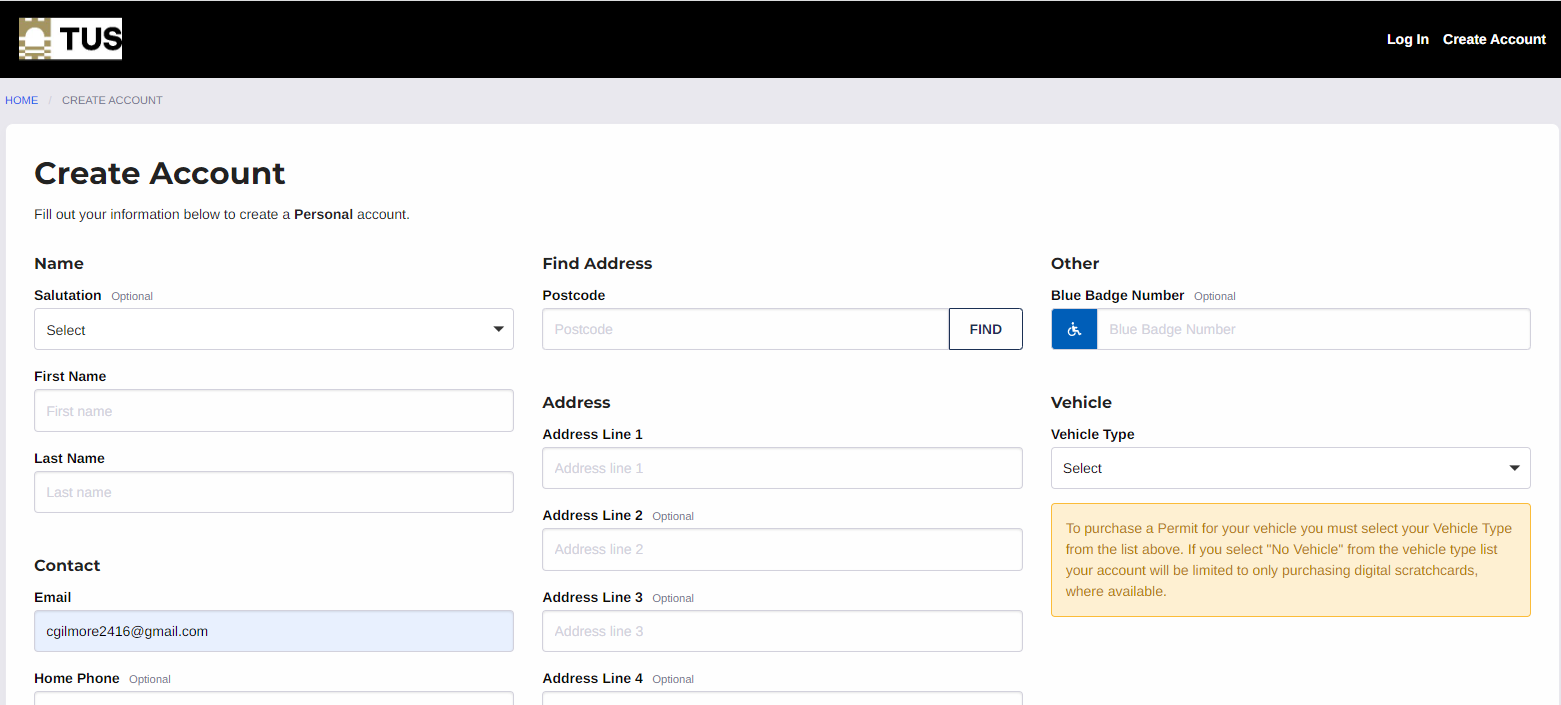 TUS
Log In
Create Account
HOME / CREATE ACCOUNT
Create Account
Fill out your information below to create a Personal account.
Name
Salutation Optional
Select
First Name
First name
Last Name
Last name
Contact
Email
cgilmore2416@gmail.com
Home Phone Optional
Find Address
Postcode
Postcode
FIND
Address
Address Line 1
Address line 1
Address Line 2 Optional
Address line 2
Address Line 3 Optional
Address line 3
Address Line 4 Optional
Other
Blue Badge Number Optional
Blue Badge Number
Vehicle
Vehicle Type
Select
To purchase a Permit for your vehicle you must select your Vehicle Type
from the list above. If you select "No Vehicle" from the vehicle type list
your account will be limited to only purchasing digital scratchcards,
where available.